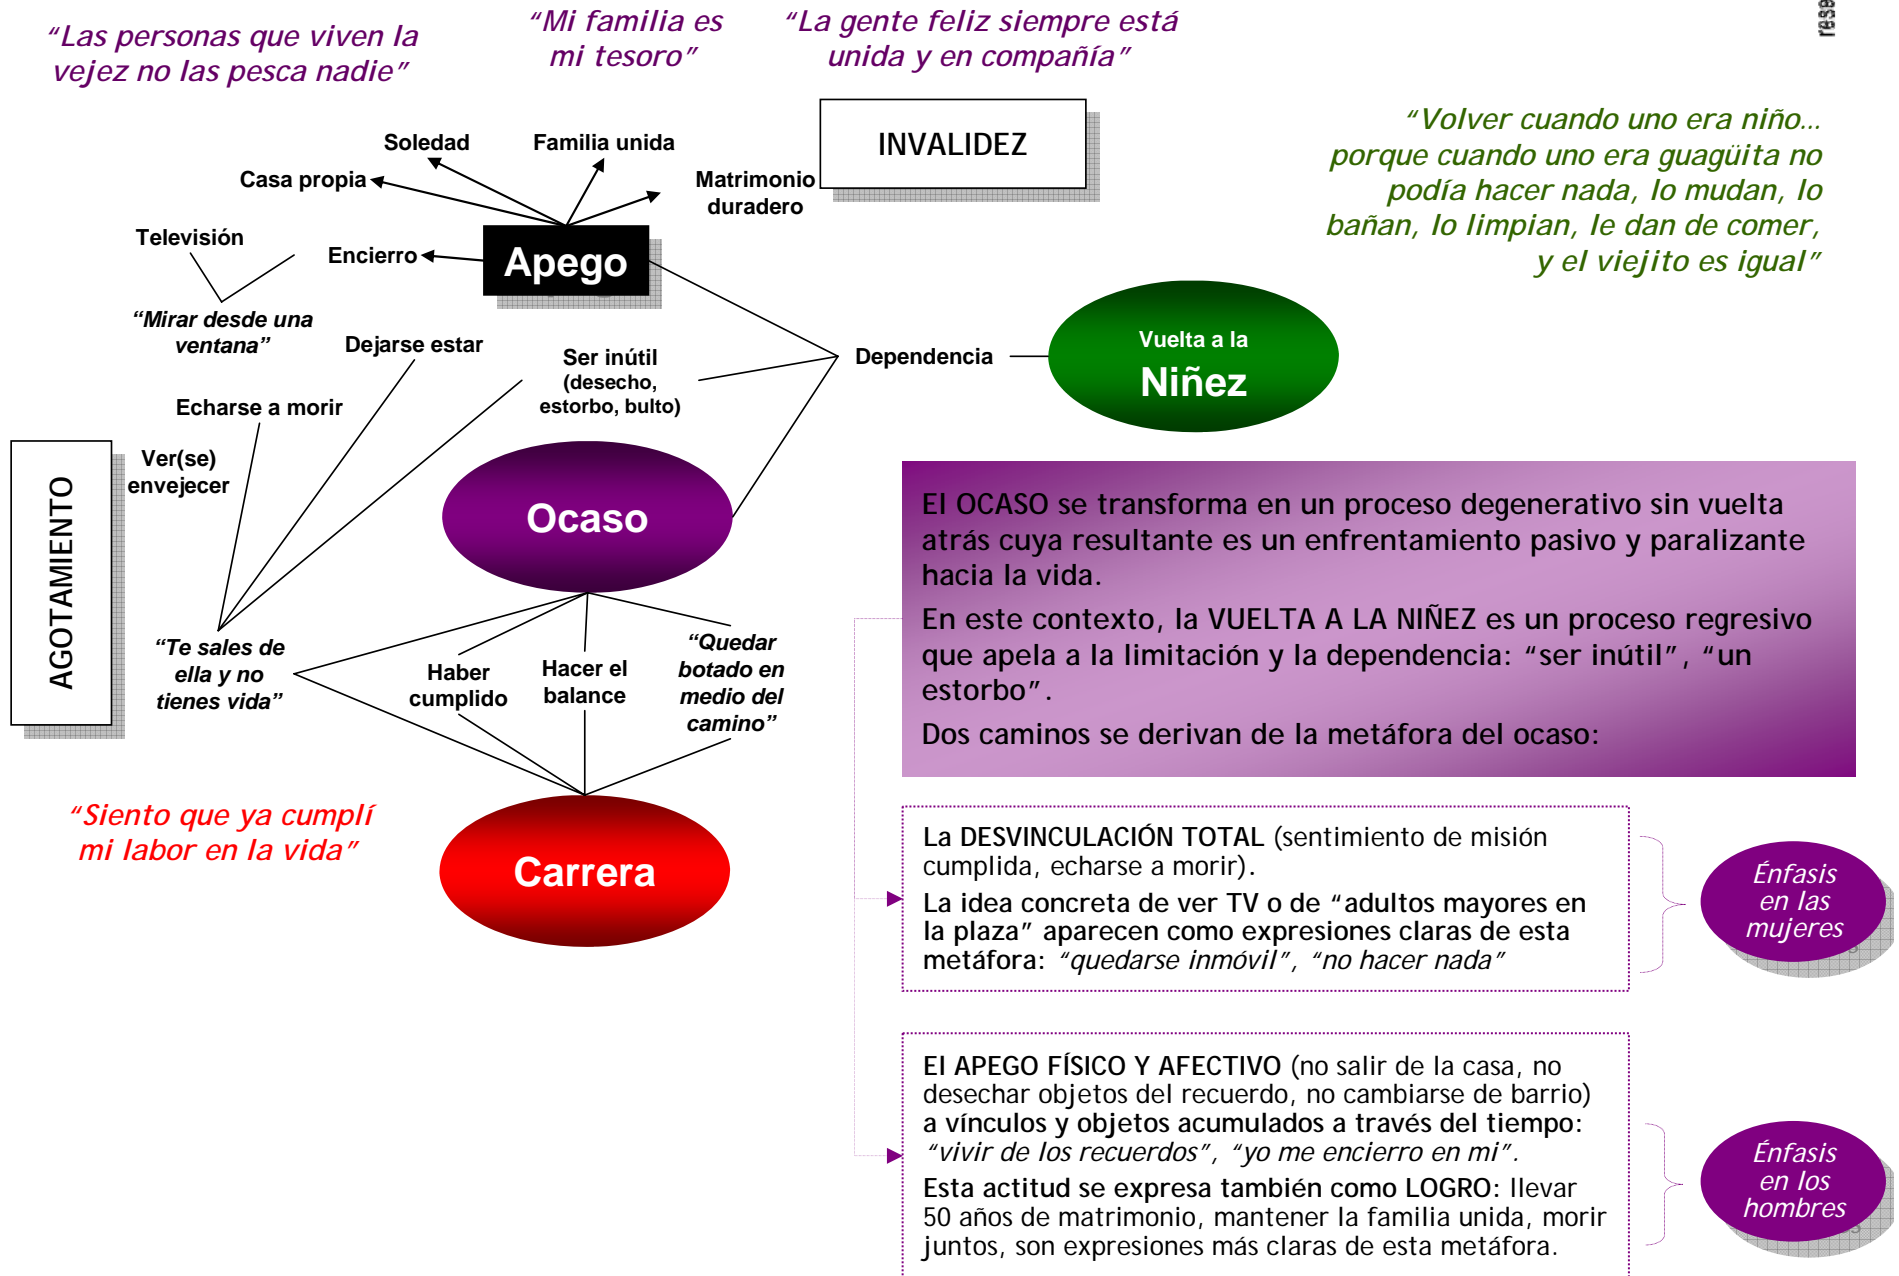 “Las personas que viven la
vejez no las pesca nadie”
“Mi familia es
mi tesoro”
“La gente feliz siempre está
unida y en compañía”
rese
INVALIDEZ
“Volver cuando uno era niño…
porque cuando uno era guagüita no
podía hacer nada, lo mudan, lo
bañan, lo limpian, le dan de comer,
y el viejito es igual”
Soledad
Familia unida
Casa propia
Matrimonio
duradero
Televisión
Encierro
Apego
“Mirar desde una
ventana”
Dejarse estar
Ser inútil
(desecho,
estorbo, bulto)
Dependencia
Vuelta a la
Niñez
Echarse a morir
Ver(se)
envejecer
AGOTAMIENTO
Ocaso
“Te sales de
ella y no
tienes vida”
Haber
cumplido
Hacer el
balance
“Quedar
botado en
medio del
camino”
“Siento que ya cumplí
mi labor en la vida”
Carrera
El OCASO se transforma en un proceso degenerativo sin vuelta
atrás cuya resultante es un enfrentamiento pasivo y paralizante
hacia la vida.
En este contexto, la VUELTA A LA NIÑEZ es un proceso regresivo
que apela a la limitación y la dependencia: “ser inútil”, “un
estorbo”.
Dos caminos se derivan de la metáfora del ocaso:
La DESVINCULACIÓN TOTAL (sentimiento de misión
cumplida, echarse a morir).
La idea concreta de ver TV o de “adultos mayores en
la plaza” aparecen como expresiones claras de esta
metáfora: “quedarse inmóvil”, “no hacer nada”
Énfasis
en las
mujeres
El APEGO FÍSICO Y AFECTIVO (no salir de la casa, no
desechar objetos del recuerdo, no cambiarse de barrio)
a vínculos y objetos acumulados a través del tiempo:
“vivir de los recuerdos”, “yo me encierro en mi”.
Esta actitud se expresa también como LOGRO: llevar
50 años de matrimonio, mantener la familia unida, morir
juntos, son expresiones más claras de esta metáfora.
Énfasis
en los
hombres